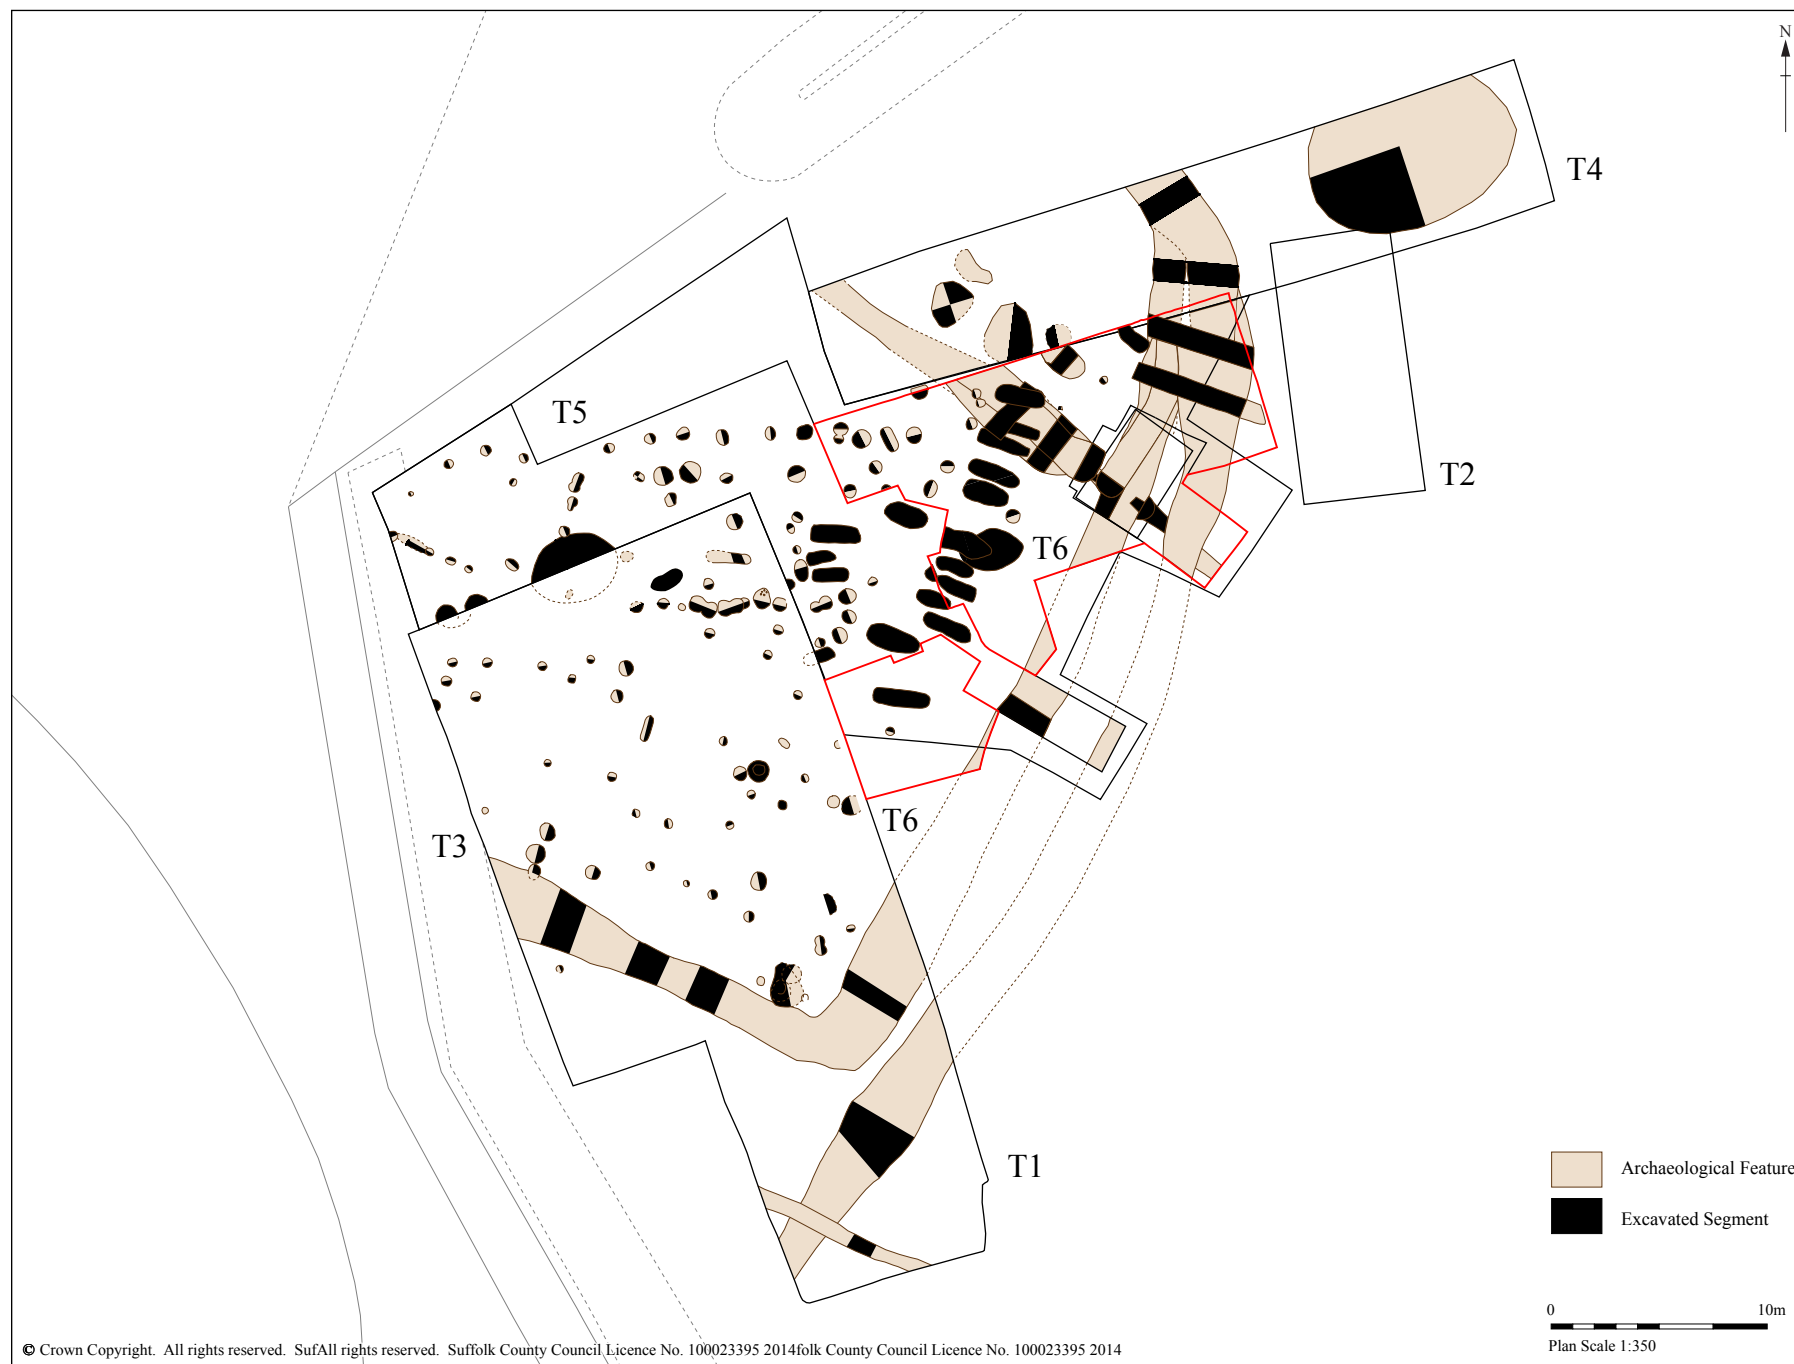 N
T4
T5
T2
T6
T3
T6
T1
Archaeological Feature
Excavated Segment
0 10m
Plan Scale 1:350
© Crown Copyright. All rights reserved. SufAll rights reserved. Suffolk County Council Licence No. 100023395 2014folk County Council Licence No. 100023395 2014